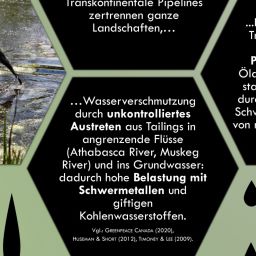 Transkontinentale Pipelines
zertrennen ganze
Landschaften,...
...Wasserverschmutzung
durch unkontrolliertes
Austreten aus Tailings in
angrenzende Flüsse
(Athabasca River, Muskeg
River) und ins Grundwasser:
dadurch hohe Belastung mit
Schwermetallen und
giftigen
Kohlenwasserstoffen.
Vgl.: Greenpeace Canada (2020),
Huseman & Short (2012), Timoney & Lee (2009).